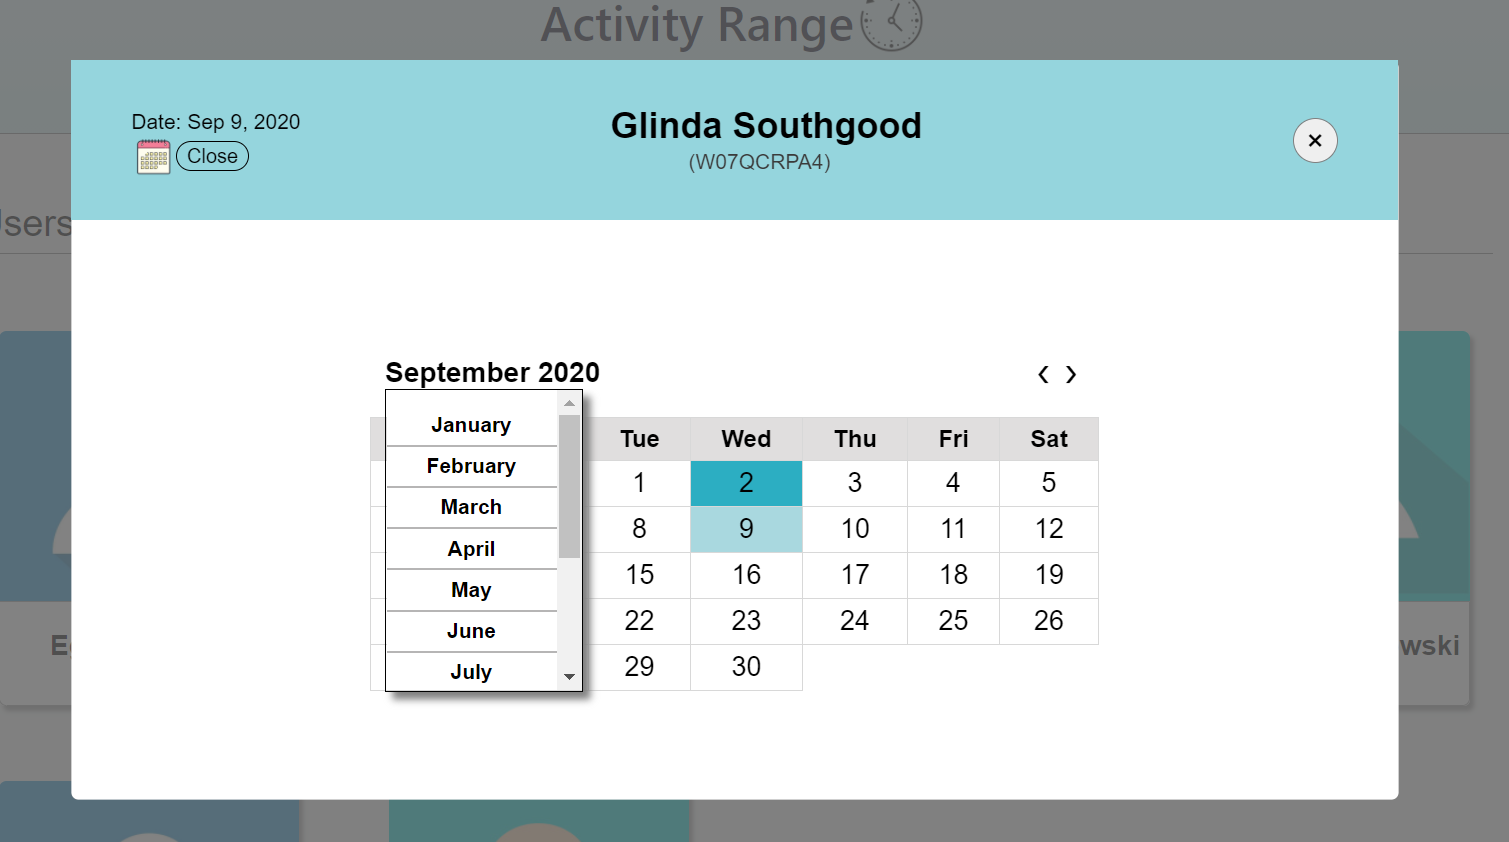 Activity Range
Date: Sep 9, 2020
Close
Glinda Southgood
(W07QCRPA4)
×
September 2020
‹ ›
January
February
March
April
May
June
July
Tue Wed Thu Fri Sat
1 2 3 4 5
8 9 10 11 12
15 16 17 18 19
22 23 24 25 26
29 30